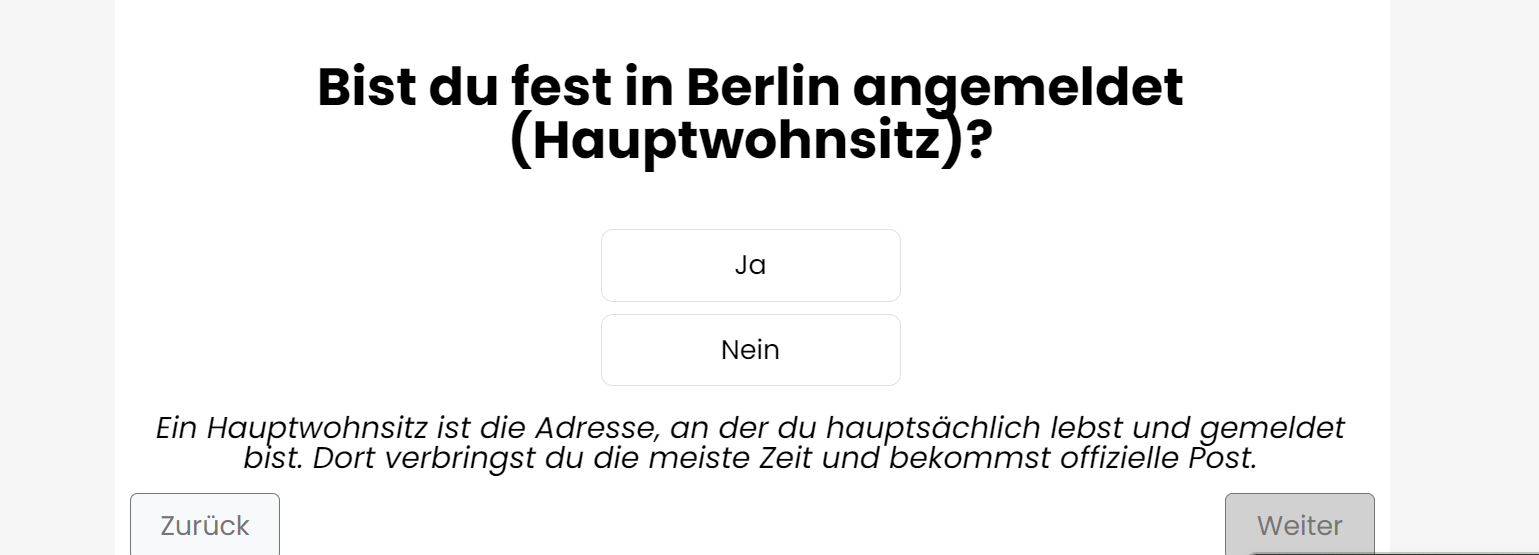 Bist du fest in Berlin angemeldet
(Hauptwohnsitz)?
Ja
Nein
Ein Hauptwohnsitz ist die Adresse, an der du hauptsächlich lebst und gemeldet
bist. Dort verbringst du die meiste Zeit und bekommst offizielle Post.
Zurück
Weiter